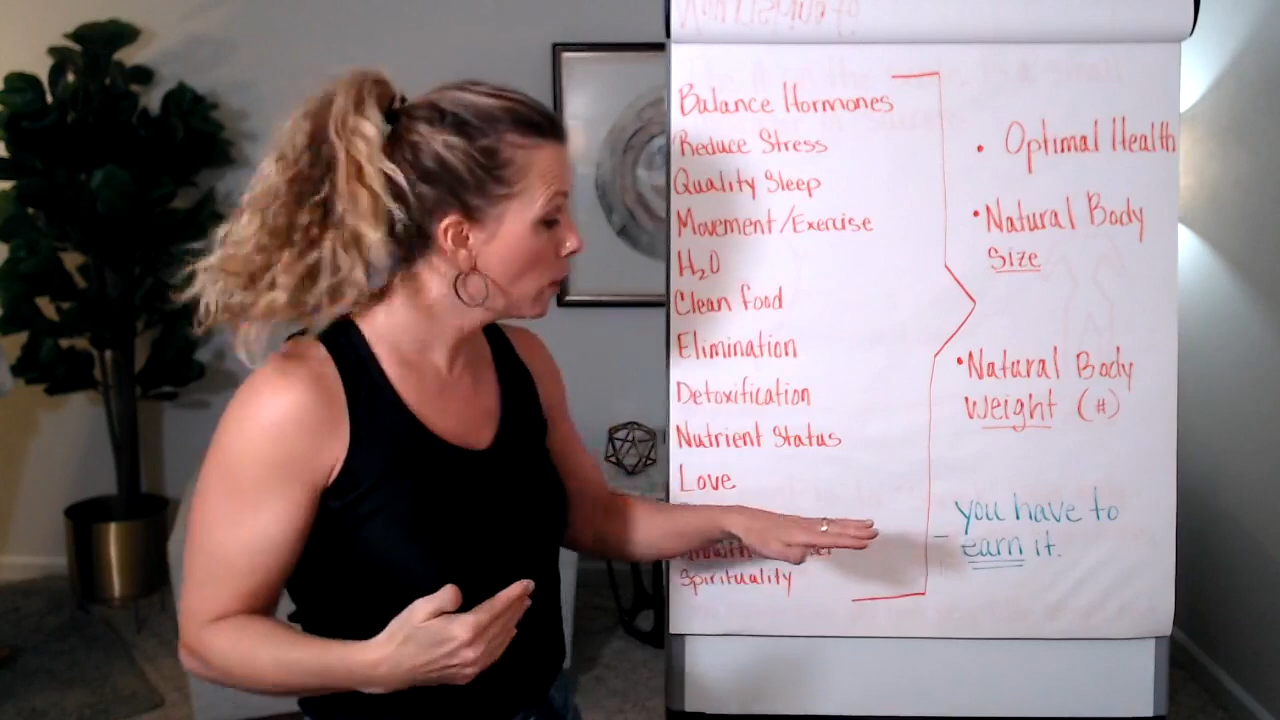 Balance Hormones
Reduce Stress
Quality Sleep
Movement/Exercise
H₂O
Clean food
Elimination
Detoxification
Nutrient Status
Love
Spirituality
• Optimal Health
• Natural Body
Size
• Natural Body
Weight (#)
- you have to
earn it.